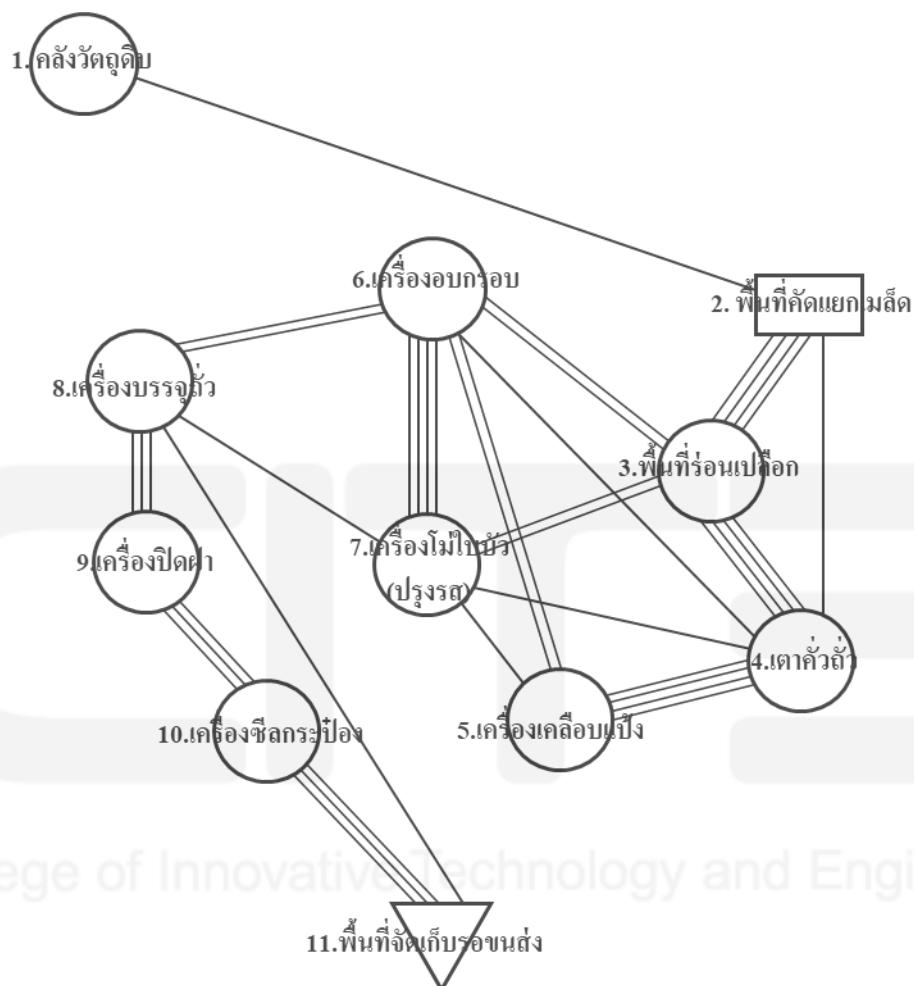 1. คลังวัตถุดิบ
6.เครื่องอบกรอบ
2. พื้นที่คัดแยกเมล็ด
8.เครื่องบรรจุถั่ว
3.พื้นที่ร่อนเปลือก
7.เครื่องโม่ใบบัว
(ปรุงรส)
9.เครื่องปิดฝา
4.เตาคั่วถั่ว
5.เครื่องเคลือบแป้ง
10.เครื่องซีลกระป๋อง
ege of Innovative Technology and Engi
11.พื้นที่จัดเก็บรอขนส่ง